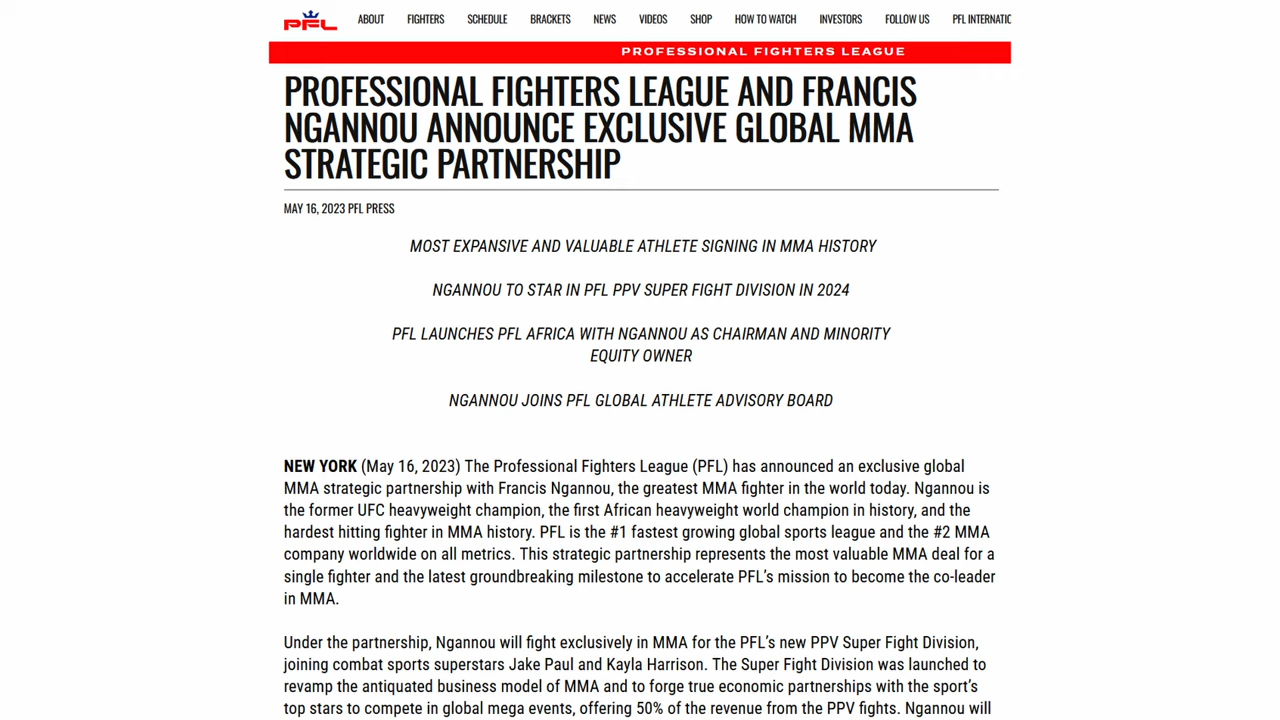 PFL ABOUT FIGHTERS SCHEDULE BRACKETS NEWS VIDEOS SHOP HOW TO WATCH INVESTORS FOLLOW US PFL INTERNATIC
PROFESSIONAL FIGHTERS LEAGUE
PROFESSIONAL FIGHTERS LEAGUE AND FRANCIS
NGANNOU ANNOUNCE EXCLUSIVE GLOBAL MMA
STRATEGIC PARTNERSHIP
MAY 16, 2023 PFL PRESS
MOST EXPANSIVE AND VALUABLE ATHLETE SIGNING IN MMA HISTORY
NGANNOU TO STAR IN PFL PPV SUPER FIGHT DIVISION IN 2024
PFL LAUNCHES PFL AFRICA WITH NGANNOU AS CHAIRMAN AND MINORITY
EQUITY OWNER
NGANNOU JOINS PFL GLOBAL ATHLETE ADVISORY BOARD
NEW YORK (May 16, 2023) The Professional Fighters League (PFL) has announced an exclusive global
MMA strategic partnership with Francis Ngannou, the greatest MMA fighter in the world today. Ngannou is
the former UFC heavyweight champion, the first African heavyweight world champion in history, and the
hardest hitting fighter in MMA history. PFL is the #1 fastest growing global sports league and the #2 MMA
company worldwide on all metrics. This strategic partnership represents the most valuable MMA deal for a
single fighter and the latest groundbreaking milestone to accelerate PFL's mission to become the co-leader
in MMA.
Under the partnership, Ngannou will fight exclusively in MMA for the PFL's new PPV Super Fight Division,
joining combat sports superstars Jake Paul and Kayla Harrison. The Super Fight Division was launched to
revamp the antiquated business model of MMA and to forge true economic partnerships with the sport's
top stars to compete in global mega events, offering 50% of the revenue from the PPV fights. Ngannou will